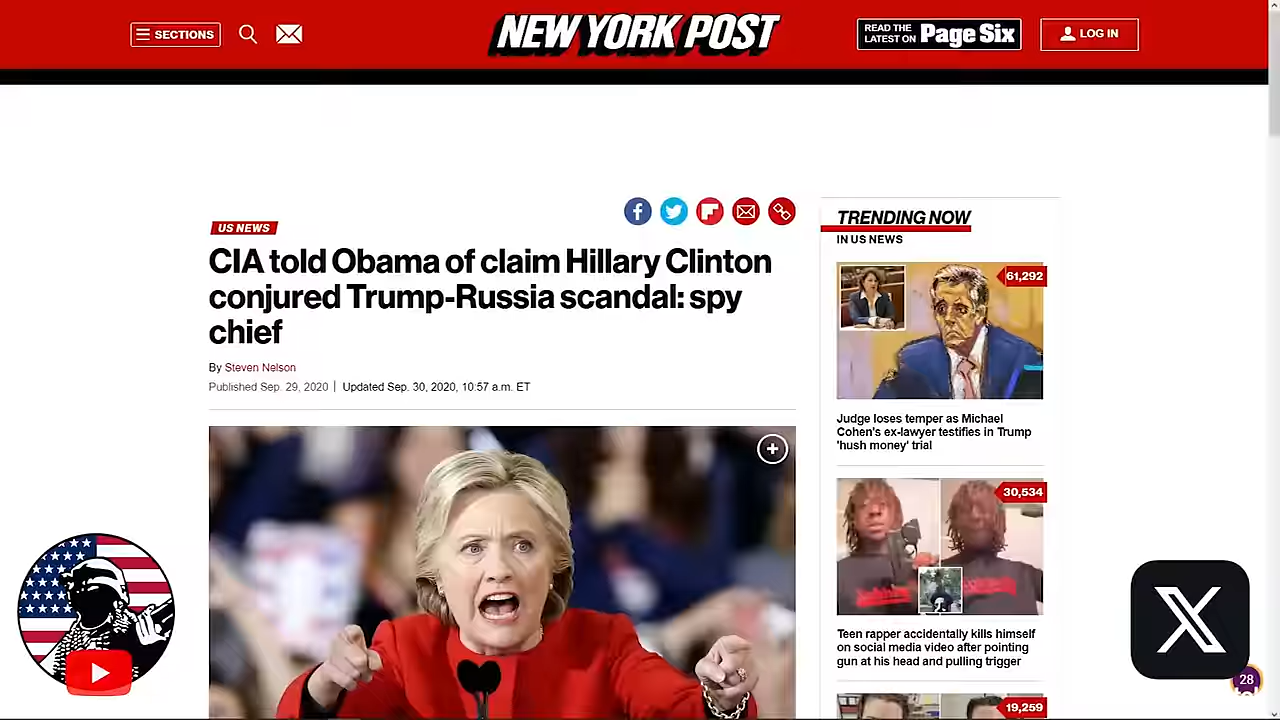 SECTIONS
NEW YORK POST
READ THE
LATEST ON
Page Six
LOG IN
US NEWS
CIA told Obama of claim Hillary Clinton
conjured Trump-Russia scandal: spy
chief
By Steven Nelson
Published Sep. 29, 2020 | Updated Sep. 30, 2020, 10:57 a.m. ET
TRENDING NOW
IN US NEWS
61,292
Judge loses temper as Michael
Cohen's ex-lawyer testifies in Trump
'hush money' trial
30,534
Teen rapper accidentally kills himself
on social media video after pointing
gun at his head and pulling trigger
19,259
28